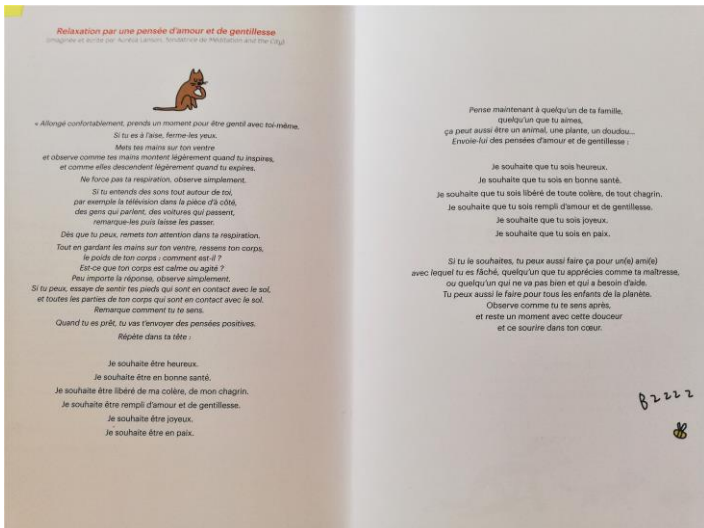 Relaxation par une pensée d'amour et de gentillesse
(imaginée et écrite par Aurélia fondatrice de Meditation and the City)
« Allongé confortablement, prends un moment pour être gentil avec toi-même.
Si tu es à l'aise, ferme-les yeux.
Mets tes mains sur ton ventre
et observe comme tes mains montent légèrement quand tu inspires,
et comme elles descendent légèrement quand tu expires.
Ne force pas ta respiration, observe simplement.
Si tu entends des sons tout autour de toi,
par exemple la télévision dans la pièce d'à côté,
des gens qui parlent, des voitures qui passent,
remarque-les puis laisse les passer.
Dès que tu peux, remets ton attention dans ta respiration.
Tout en gardant les mains sur ton ventre, ressens ton corps,
le poids de ton corps : comment est-il ?
Est-ce que ton corps est calme ou agité ?
Peu importe la réponse, observe simplement.
Si tu peux, essaye de sentir tes pieds qui sont en contact avec le sol,
et toutes les parties de ton corps qui sont en contact avec le sol.
Remarque comment tu te sens.
Quand tu es prêt, tu vas t'envoyer des pensées positives.
Répète dans ta tête :
Je souhaite être heureux.
Je souhaite être en bonne santé.
Je souhaite être libéré de ma colère, de mon chagrin.
Je souhaite être rempli d'amour et de gentillesse.
Je souhaite être joyeux.
Je souhaite être en paix.
Pense maintenant à quelqu'un de ta famille,
quelqu'un que tu aimes,
ça peut aussi être un animal, une plante, un doudou...
Envoie-lui des pensées d'amour et de gentillesse :
Je souhaite que tu sois heureux.
Je souhaite que tu sois en bonne santé.
Je souhaite que tu sois libéré de toute colère, de tout chagrin.
Je souhaite que tu sois rempli d'amour et de gentillesse.
Je souhaite que tu sois joyeux.
Je souhaite que tu sois en paix.
Si tu le souhaites, tu peux aussi faire ça pour un(e) ami(e)
avec lequel tu es fâché, quelqu'un que tu apprécies comme ta maîtresse,
ou quelqu'un qui ne va pas bien et qui a besoin d'aide.
Tu peux aussi le faire pour tous les enfants de la planète.
Observe comme tu te sens après,
et reste un moment avec cette douceur
et ce sourire dans ton cœur.
Bzzzz